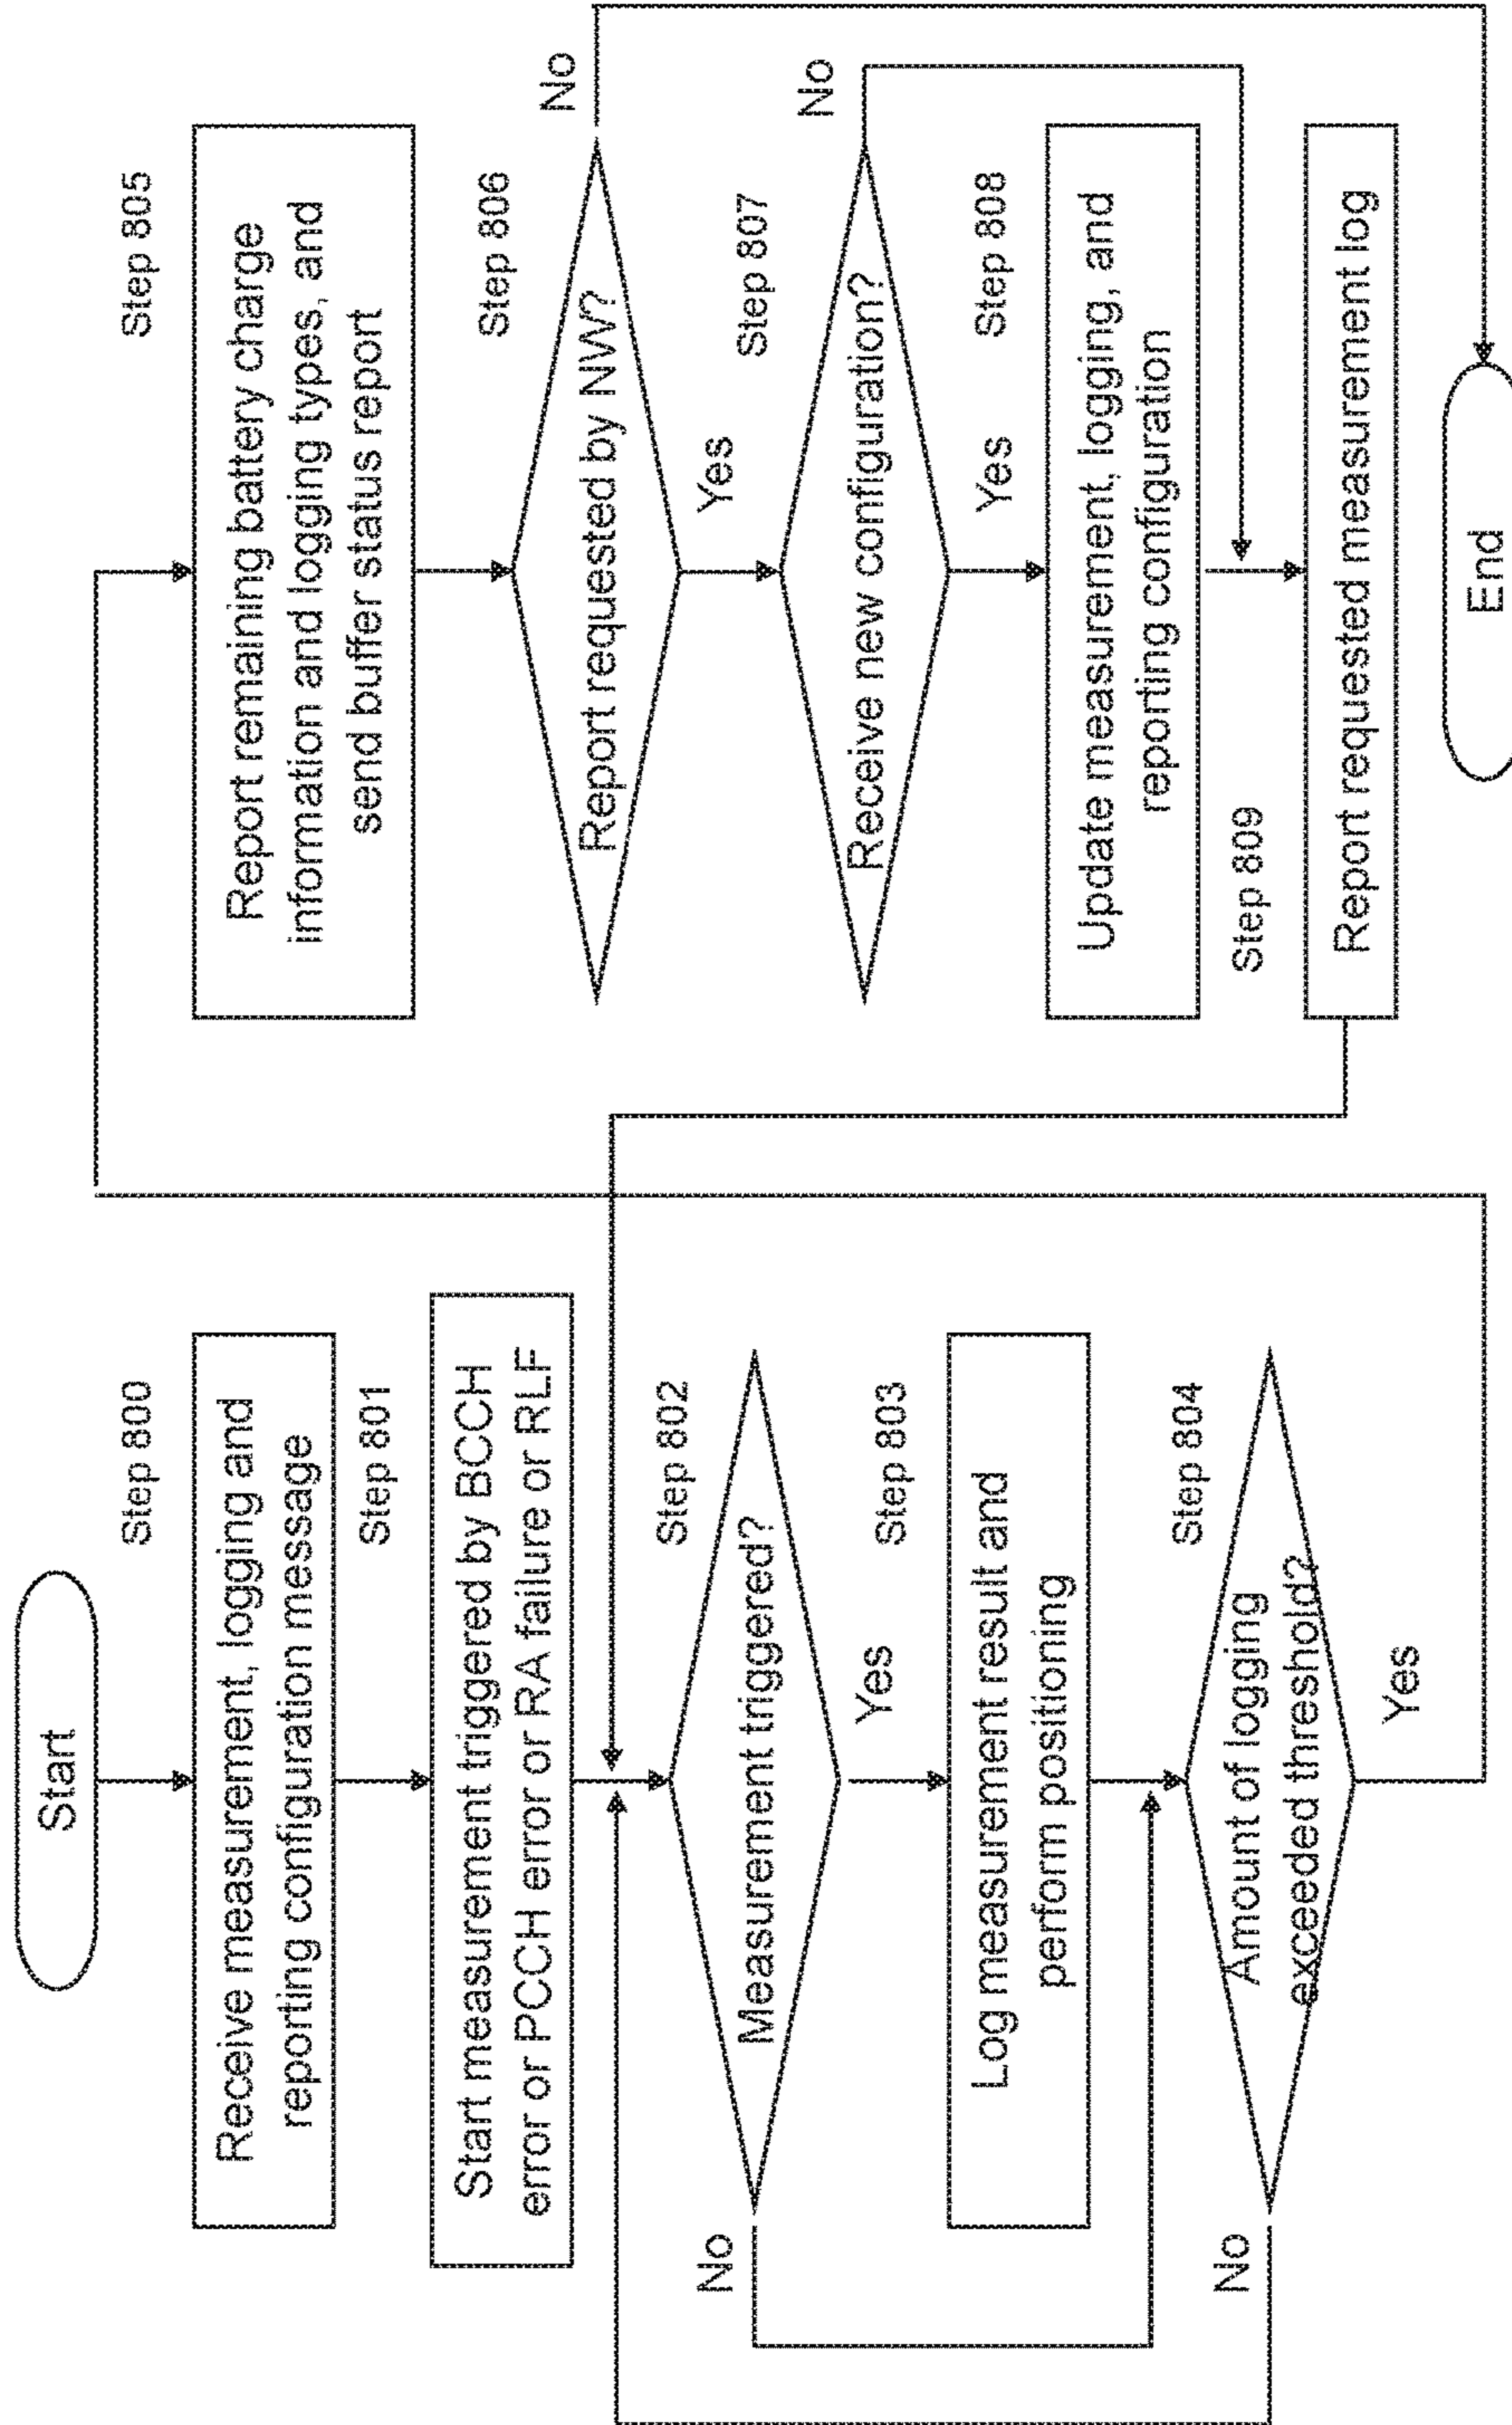 Start
Step 800
Receive measurement, logging and
reporting configuration message
Step 801
Start measurement triggered by BCCH
error or PCCH error or RA failure or RLF
Step 802
Measurement triggered?
No
Yes
Step 803
Log measurement result and
perform positioning
Step 804
Amount of logging
exceeded threshold?
No
Yes
Step 805
Report remaining battery charge
information and logging types, and
send buffer status report
Step 806
Report requested by NW?
No
Yes
Step 807
Receive new configuration?
No
Yes
Step 808
Update measurement, logging, and
reporting configuration
Step 809
Report requested measurement log
End